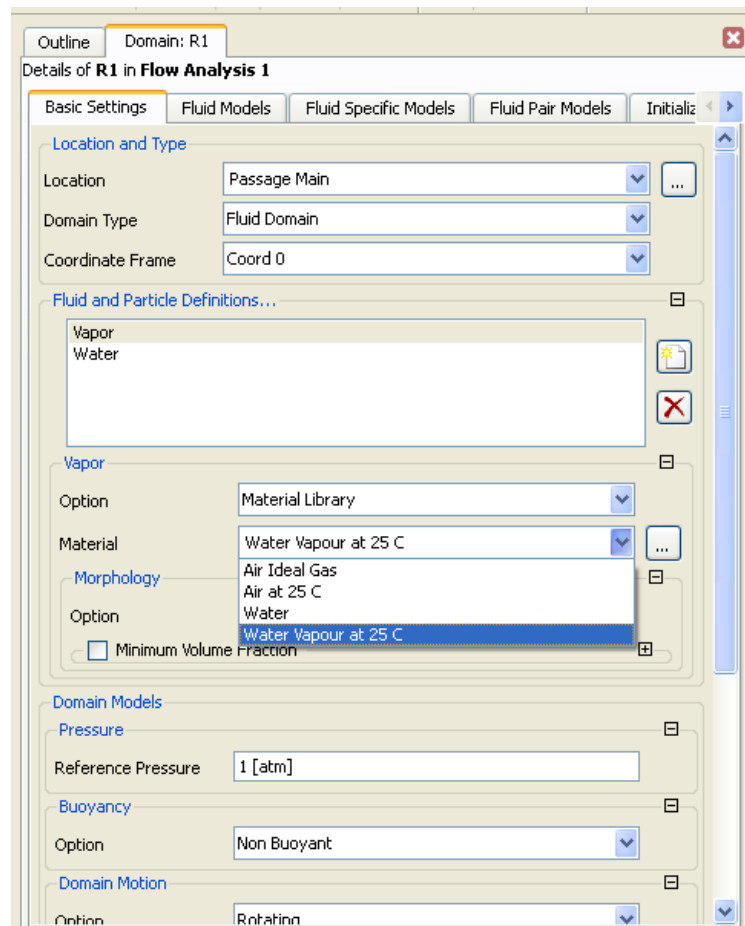 Outline Domain: R1
Details of R1 in Flow Analysis 1
Basic Settings Fluid Models Fluid Specific Models Fluid Pair Models Initializ
Location and Type
Location Passage Main ...
Domain Type Fluid Domain
Coordinate Frame Coord 0
Fluid and Particle Definitions...
Vapor
Water
Vapor
Option Material Library
Material Water Vapour at 25 C ...
Air Ideal Gas
Morphology
Air at 25 C
Option Water
Water Vapour at 25 C
Minimum Volume Fraction
Domain Models
Pressure
Reference Pressure 1 [atm]
Buoyancy
Option Non Buoyant
Domain Motion
Option Rotating